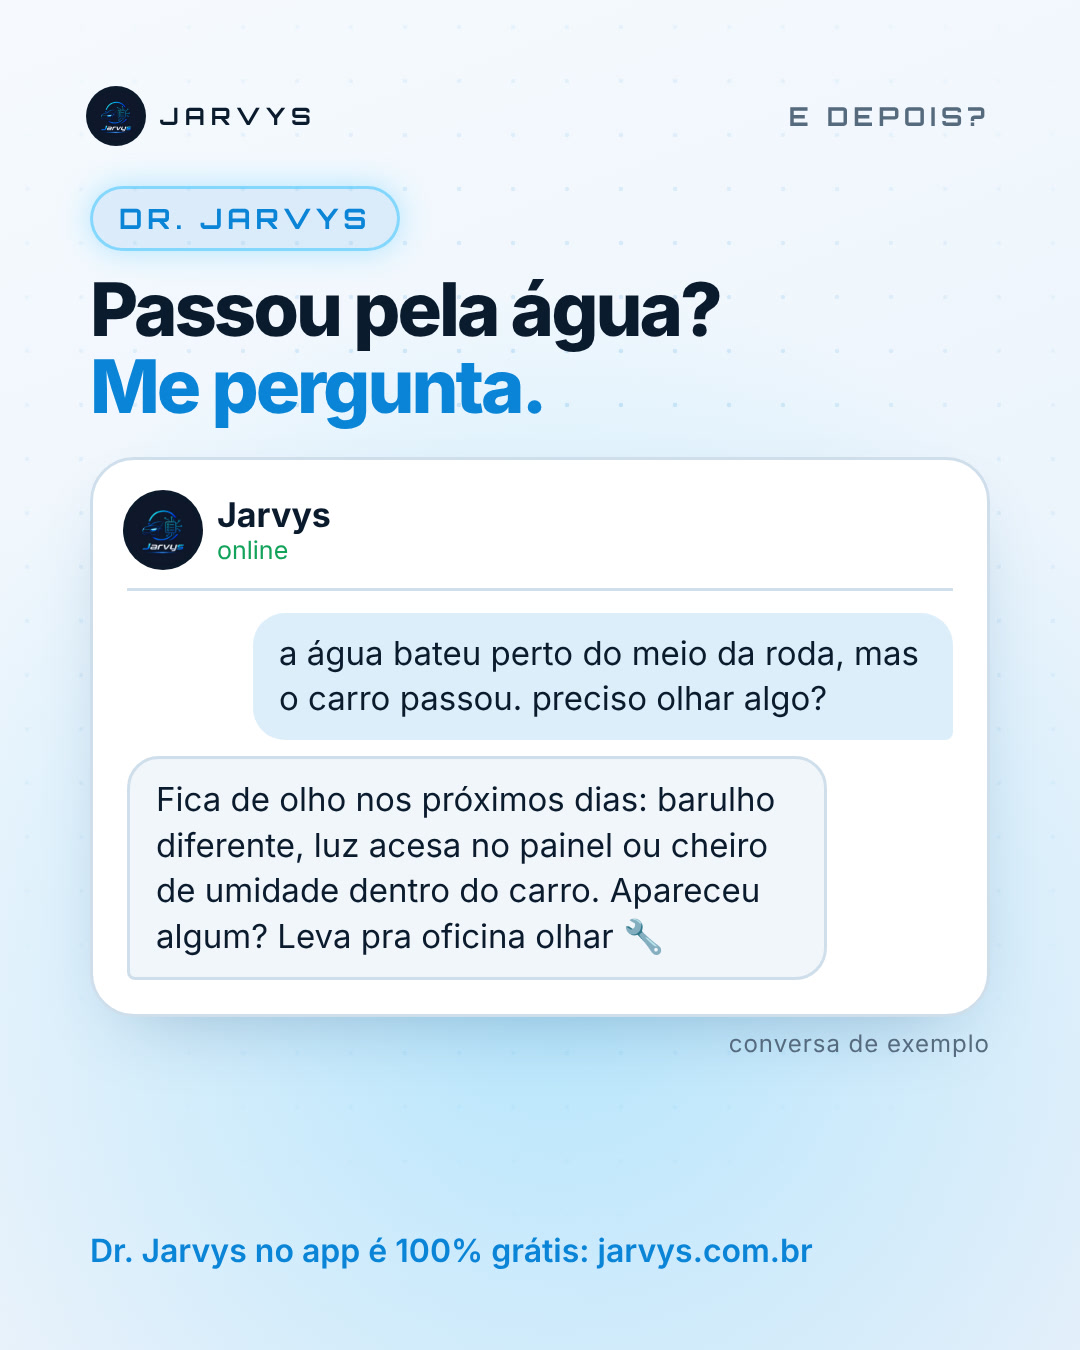 Jarvys
JARVYS
E DEPOIS?
DR. JARVYS
Passou pela água?
Me pergunta.
Jarvys
Jarvys
online
a água bateu perto do meio da roda, mas
o carro passou. preciso olhar algo?
Fica de olho nos próximos dias: barulho
diferente, luz acesa no painel ou cheiro
de umidade dentro do carro. Apareceu
algum? Leva pra oficina olhar 🔧
conversa de exemplo
Dr. Jarvys no app é 100% grátis: jarvys.com.br